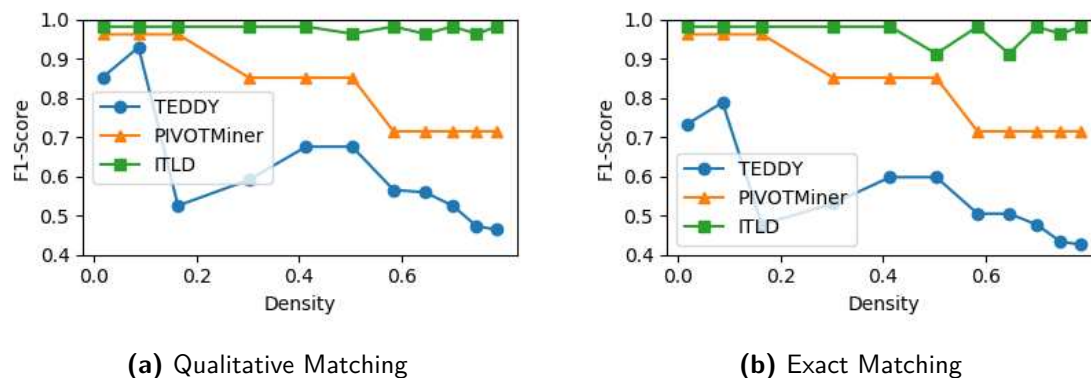 1.0
0.9
0.8
0.7
0.6
0.5
0.4
F1-Score
TEDDY
PIVOTMiner
ITLD
0.0 0.2 0.4 0.6
Density
(a) Qualitative Matching
1.0
0.9
0.8
0.7
0.6
0.5
0.4
F1-Score
TEDDY
PIVOTMiner
ITLD
0.0 0.2 0.4 0.6
Density
(b) Exact Matching